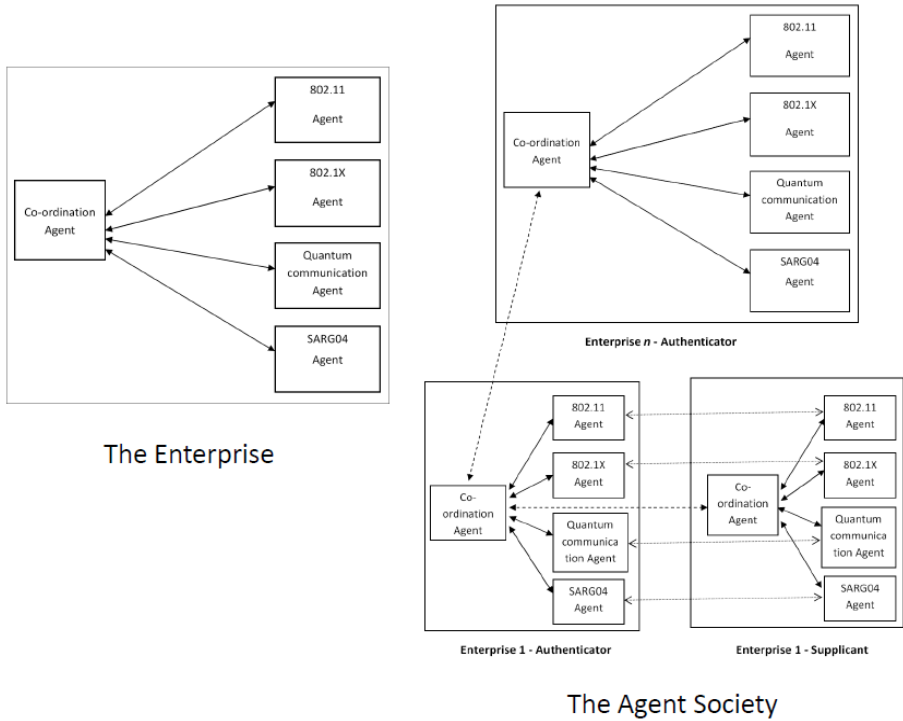 802.11
Agent
802.1X
Agent
Co-ordination
Agent
Quantum
communication
Agent
SARG04
Agent
The Enterprise
802.11
Agent
802.1X
Agent
Co-ordination
Agent
Quantum
communication
Agent
SARG04
Agent
Enterprise n - Authenticator
802.11
Agent
802.1X
Agent
Co-
ordination
Agent
Quantum
communica
tion Agent
SARG04
Agent
Enterprise 1 - Authenticator
802.11
Agent
802.1X
Agent
Co-
ordination
Agent
Quantum
communica
tion Agent
SARG04
Agent
Enterprise 1 - Supplicant
The Agent Society